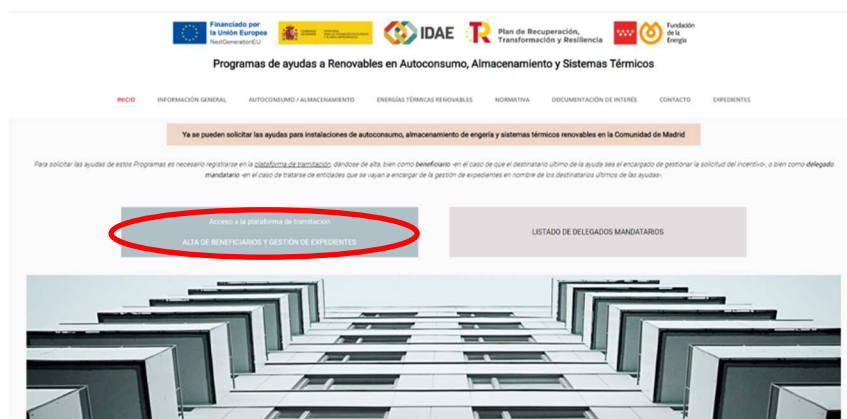 Financiado por
la Unión Europea
NextGenerationEU
IDAE
Plan de Recuperación,
Transformación y Resiliencia
Fundación
de la
Energía
Programas de ayudas a Renovables en Autoconsumo, Almacenamiento y Sistemas Térmicos
INICIO INFORMACIÓN GENERAL AUTOCONSUMO / ALMACENAMIENTO ENERGÍAS TÉRMICAS RENOVABLES NORMATIVA DOCUMENTACIÓN DE INTERÉS CONTACTO EXPEDIENTES
Ya se pueden solicitar las ayudas para instalaciones de autoconsumo, almacenamiento de engería y sistemas térmicos renovables en la Comunidad de Madrid
Para solicitar las ayudas de estos Programas es necesario registrarse en la plataforma de tramitación, dándose de alta, bien como beneficiario -en el caso de que el destinatario último de la ayuda sea el encargado de gestionar la solicitud del incentivo-, o bien como delegado
mandatario -en el caso de tratarse de entidades que se vayan a encargar de la gestión de expedientes en nombre de los destinatarios últimos de las ayudas-.
Acceso a la plataforma de tramitación
ALTA DE BENEFICIARIOS Y GESTIÓN DE EXPEDIENTES
LISTADO DE DELEGADOS MANDATARIOS